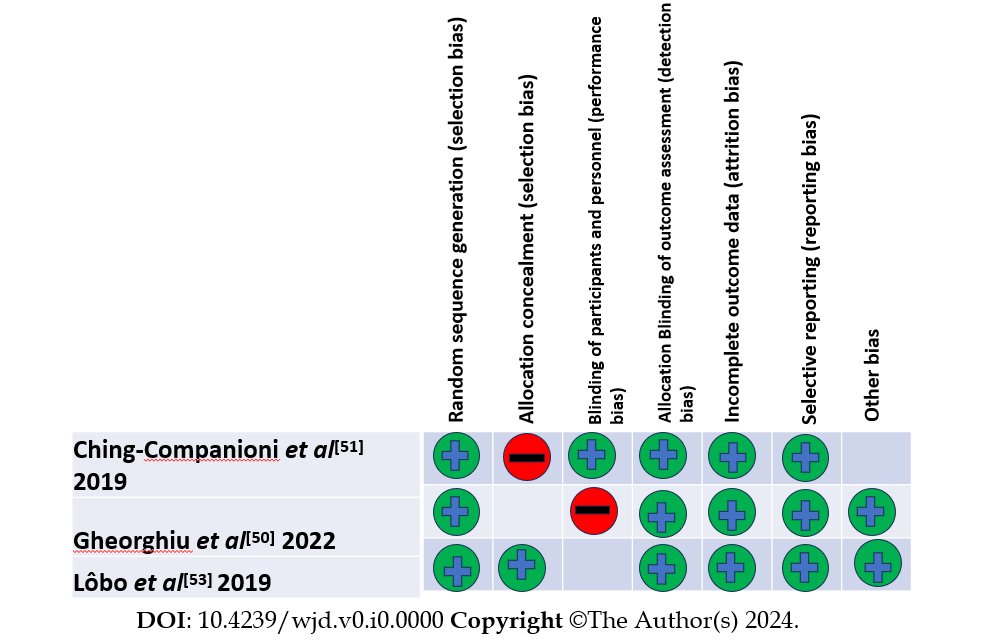 Random sequence generation (selection bias)
Allocation concealment (selection bias)
Blinding of participants and personnel (performance
bias)
Allocation Blinding of outcome assessment (detection
bias)
Incomplete outcome data (attrition bias)
Selective reporting (reporting bias)
Other bias
Ching-Companioni et al[51]
2019
Gheorghiu et al[50] 2022
Lôbo et al[53] 2019
DOI: 10.4239/wjd.v0.i0.0000 Copyright ©The Author(s) 2024.